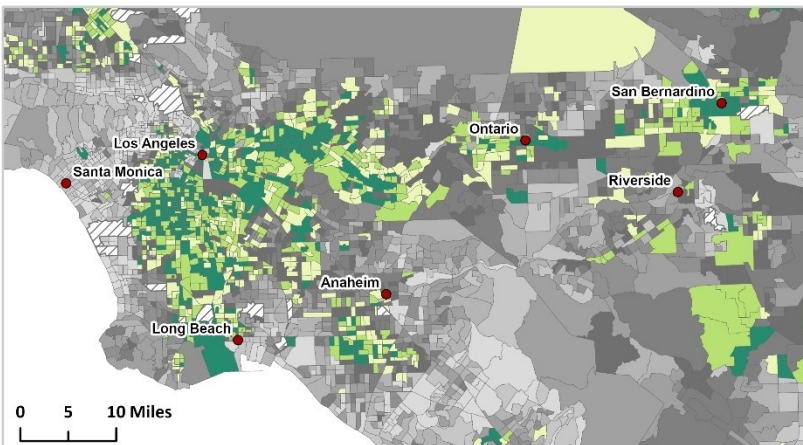 San Bernardino
Ontario
Los Angeles
Santa Monica
Riverside
Anaheim
Long Beach
0 5 10 Miles